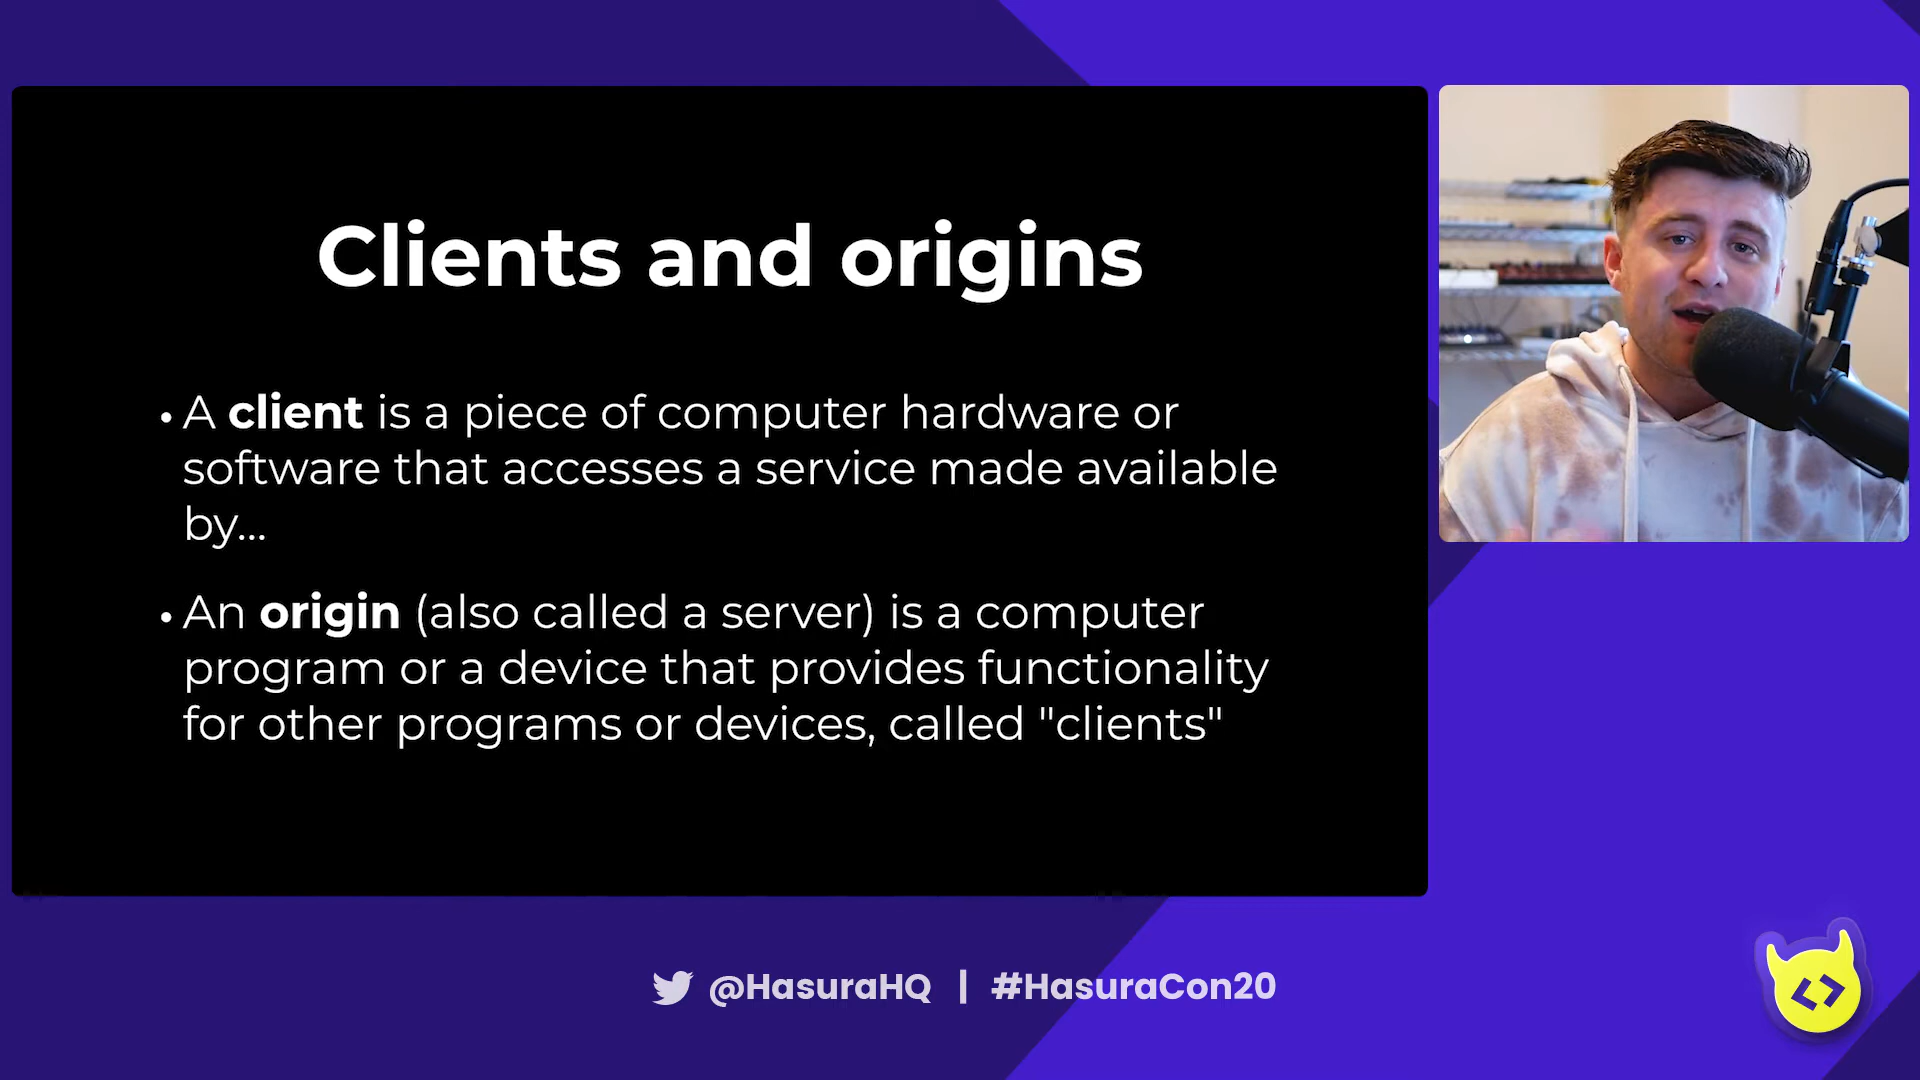 Clients and origins
• A client is a piece of computer hardware or
software that accesses a service made available
by...
• An origin (also called a server) is a computer
program or a device that provides functionality
for other programs or devices, called "clients"
@HasuraHQ | #HasuraCon20